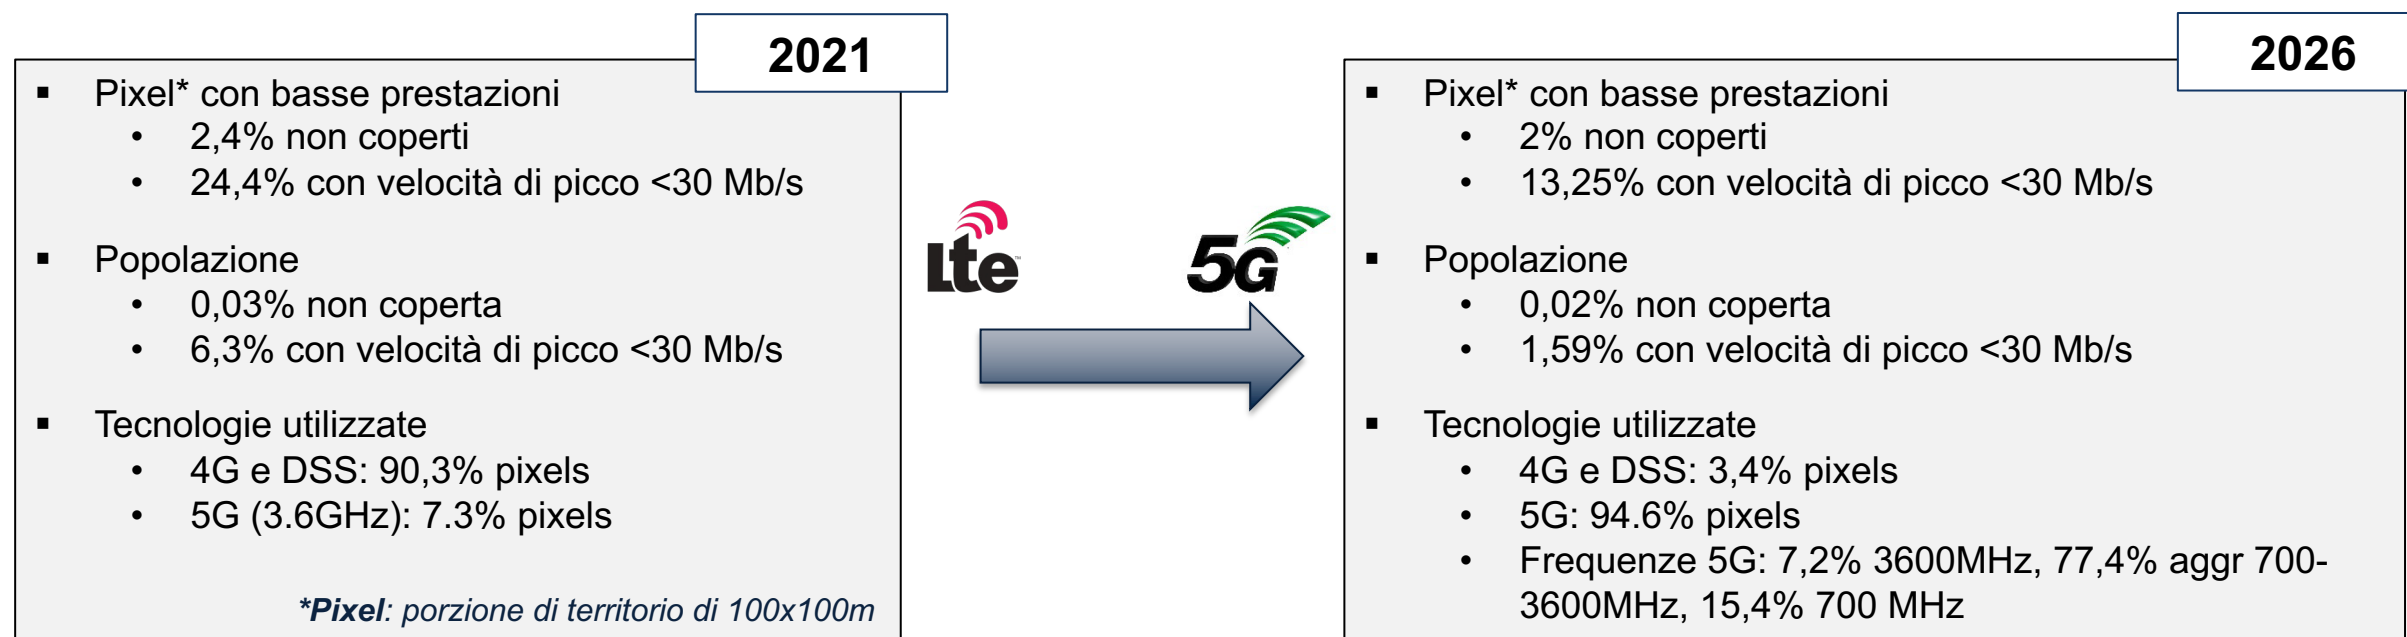 2021
▪ Pixel* con basse prestazioni
• 2,4% non coperti
• 24,4% con velocità di picco <30 Mb/s
▪ Popolazione
• 0,03% non coperta
• 6,3% con velocità di picco <30 Mb/s
▪ Tecnologie utilizzate
• 4G e DSS: 90,3% pixels
• 5G (3.6GHz): 7.3% pixels
*Pixel: porzione di territorio di 100x100m
Lte
5G
2026
▪ Pixel* con basse prestazioni
• 2% non coperti
• 13,25% con velocità di picco <30 Mb/s
▪ Popolazione
• 0,02% non coperta
• 1,59% con velocità di picco <30 Mb/s
▪ Tecnologie utilizzate
• 4G e DSS: 3,4% pixels
• 5G: 94.6% pixels
• Frequenze 5G: 7,2% 3600MHz, 77,4% aggr 700-
3600MHz, 15,4% 700 MHz